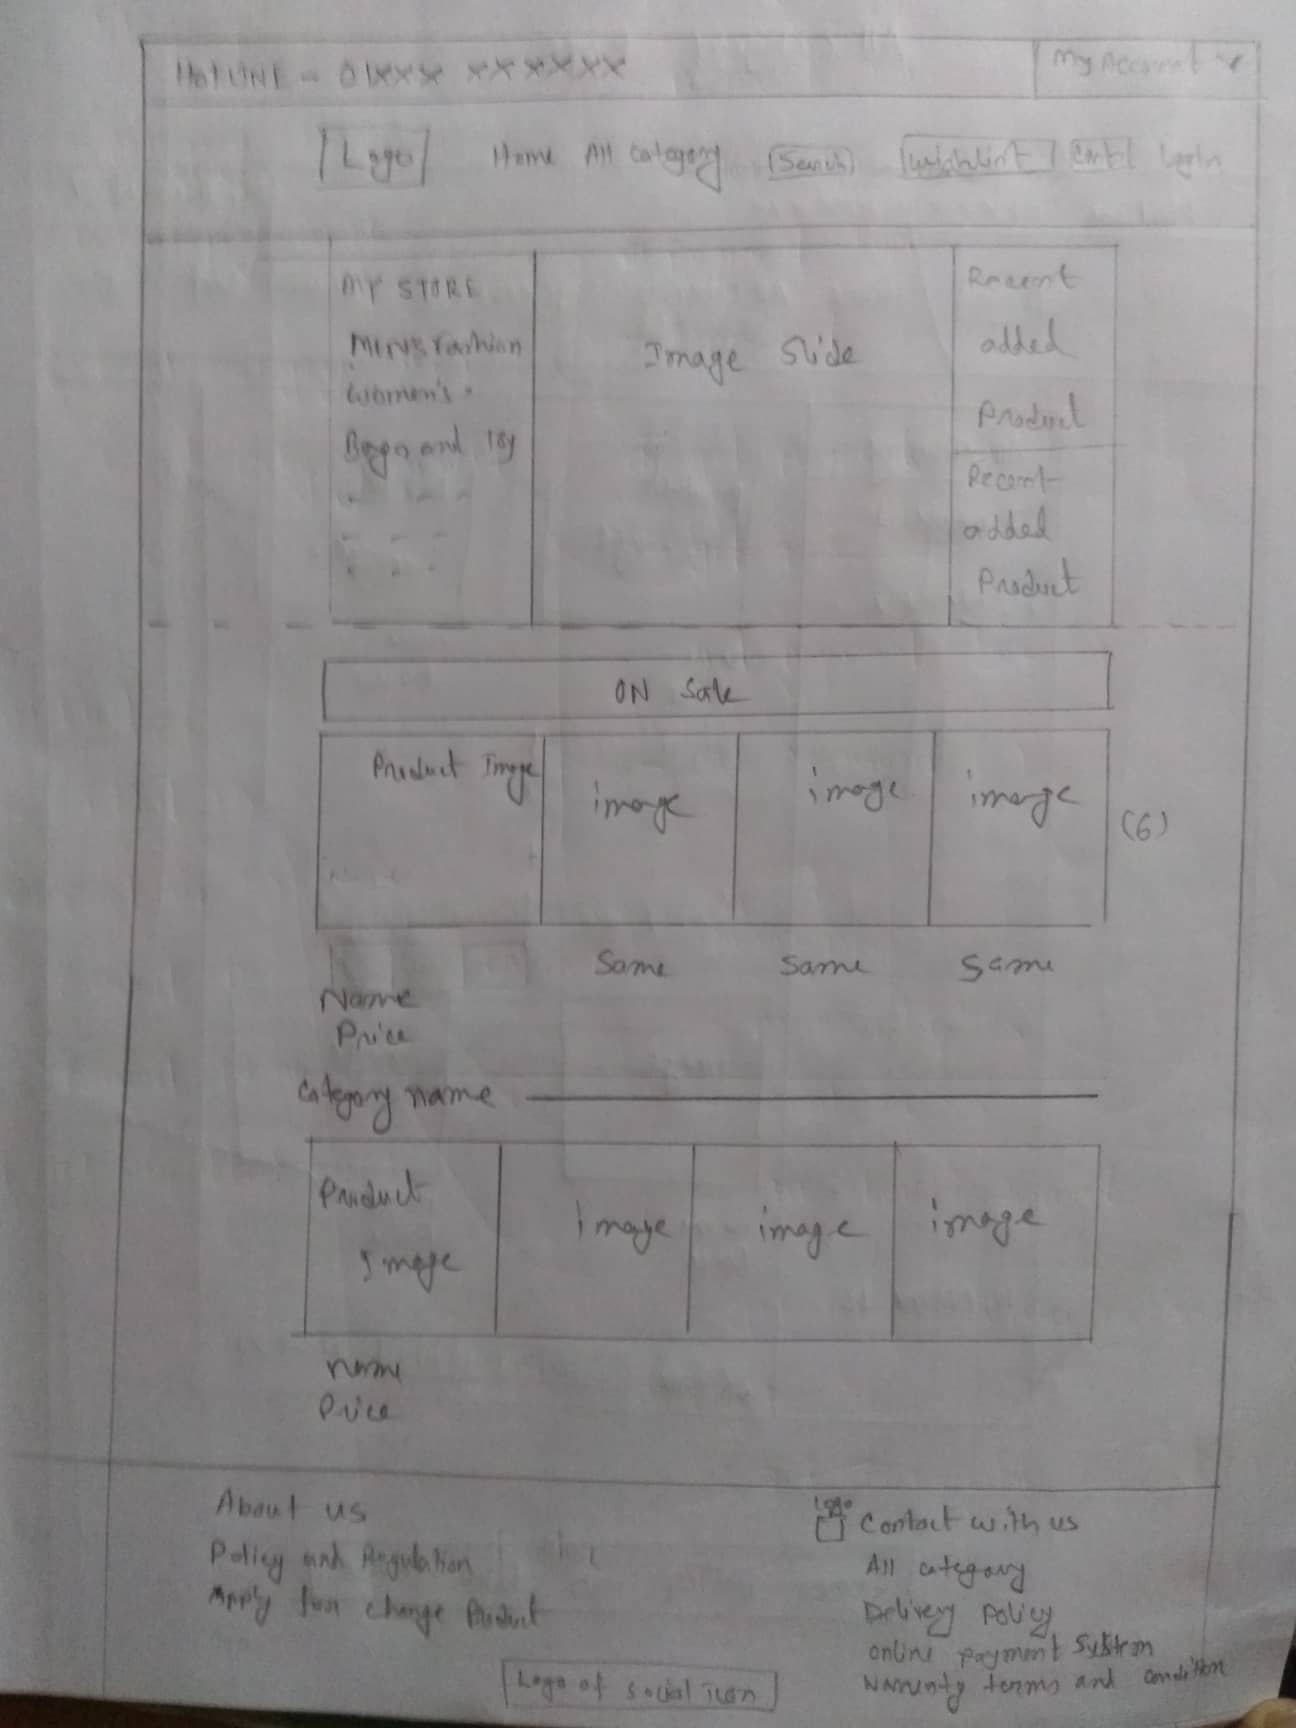 HOTLINE - 01XXX XXXXXX
My Account
Logo Home All Category Search Wishlist Cart Login
MY STORE
Men's Fashion
Women's "
Bags and Toy
Image Slide
Recent
added
Product
Recent
added
Product
ON Sale
Product Image image image image
(6)
Same Same Same
Name
Price
Category name
Product
Image
image image image
name
Price
About us
Policy and Regulation
Apply for change Product
Logo
Contact with us
All category
Delivery policy
online payment system
Warrenty terms and condition
Logo of social icon